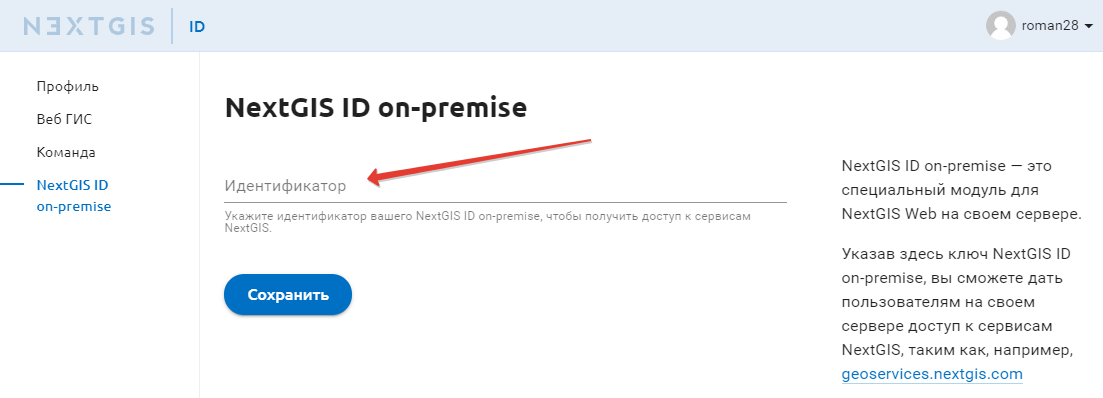 NEXTGIS ID
roman28
Профиль
Веб ГИС
Команда
NextGIS ID
on-premise
NextGIS ID on-premise
Идентификатор
Укажите идентификатор вашего NextGIS ID on-premise, чтобы получить доступ к сервисам
NextGIS.
Сохранить
NextGIS ID on-premise — это
специальный модуль для
NextGIS Web на своем сервере.
Указав здесь ключ NextGIS ID
on-premise, вы сможете дать
пользователям на своем
сервере доступ к сервисам
NextGIS, таким как, например,
geoservices.nextgis.com